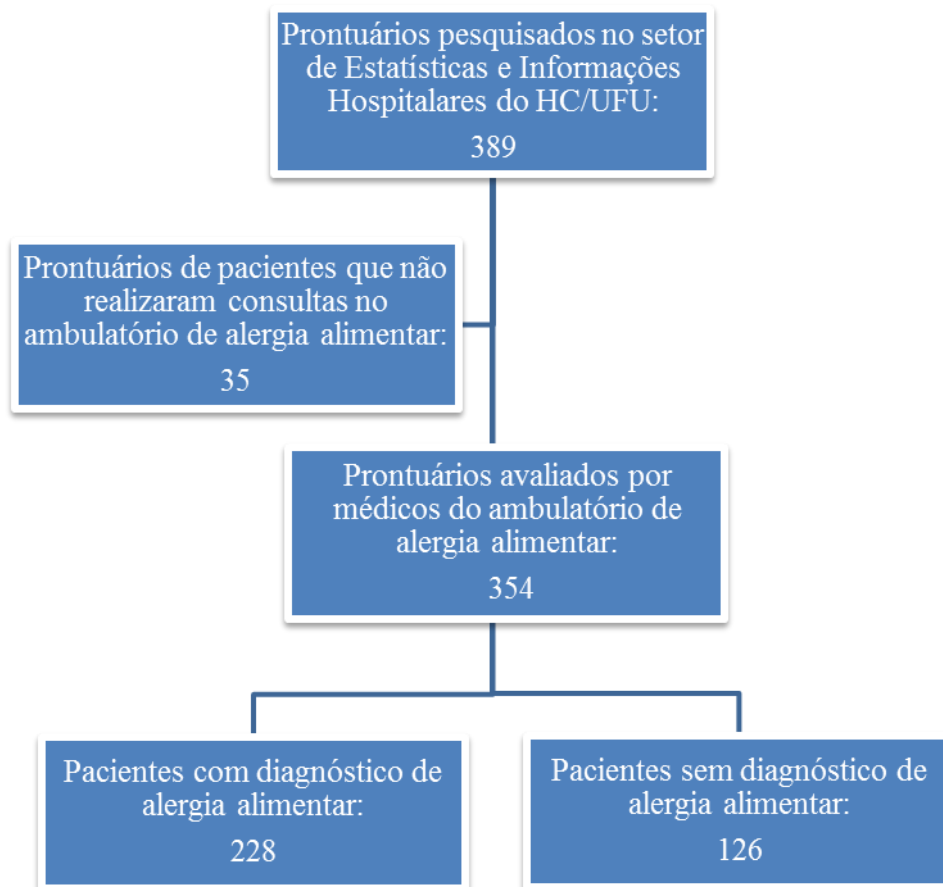 Prontuários pesquisados no setor
de Estatísticas e Informações
Hospitalares do HC/UFU:
389
Prontuários de pacientes que não
realizaram consultas no
ambulatório de alergia alimentar:
35
Prontuários avaliados por
médicos do ambulatório de
alergia alimentar:
354
Pacientes com diagnóstico de
alergia alimentar:
228
Pacientes sem diagnóstico de
alergia alimentar:
126